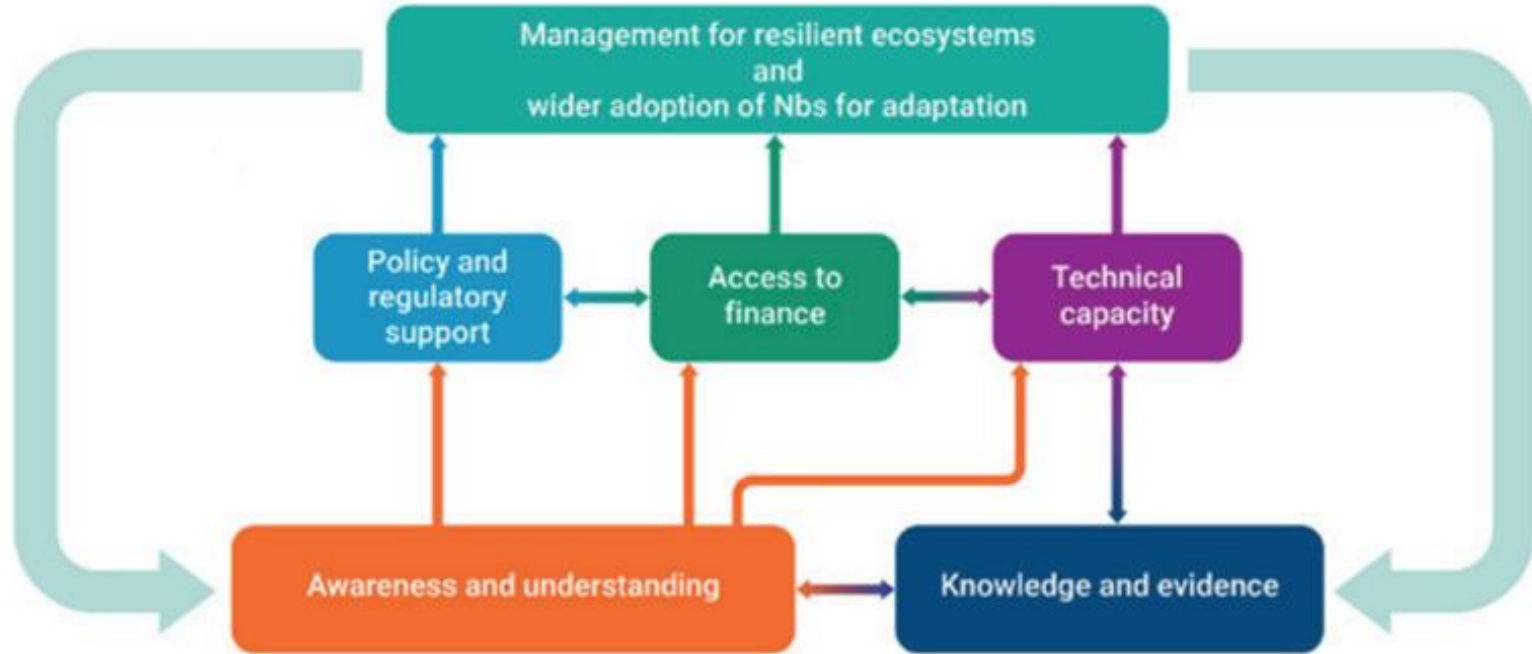 Management for resilient ecosystems
and
wider adoption of Nbs for adaptation
Policy and
regulatory
support
Access to
finance
Technical
capacity
Awareness and understanding
Knowledge and evidence